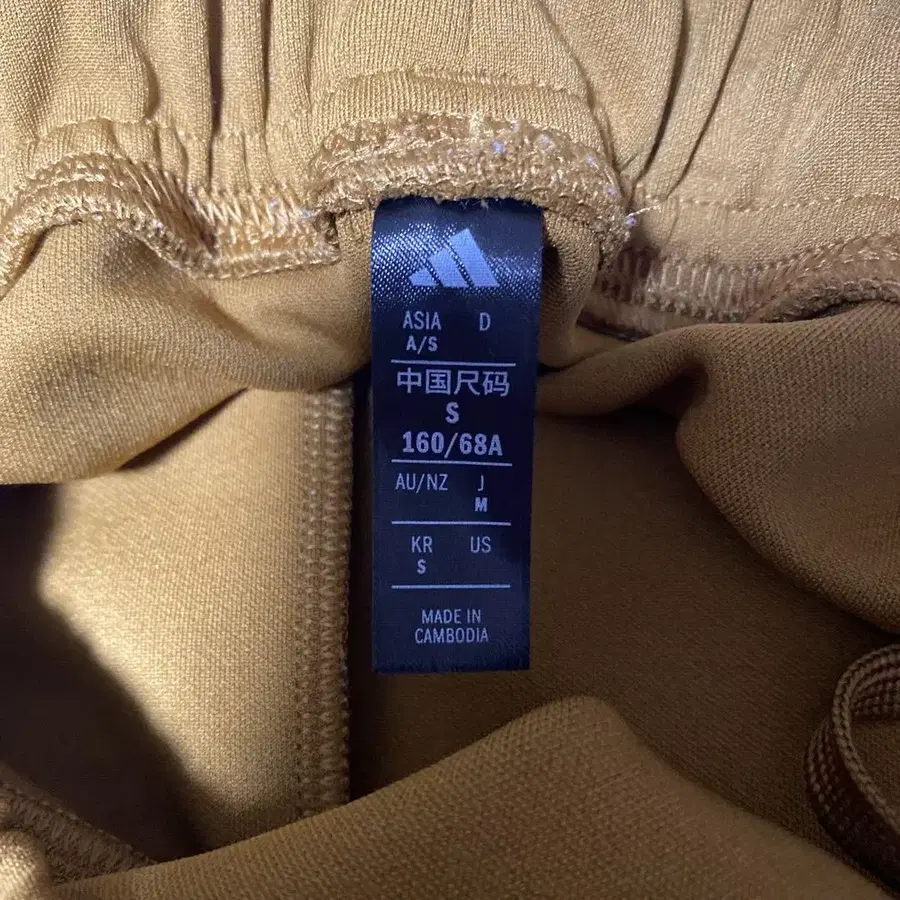 ASIA D
A/S
中国尺码
S
160/68A
AU/NZ J
M
KR US
S
MADE IN
CAMBODIA